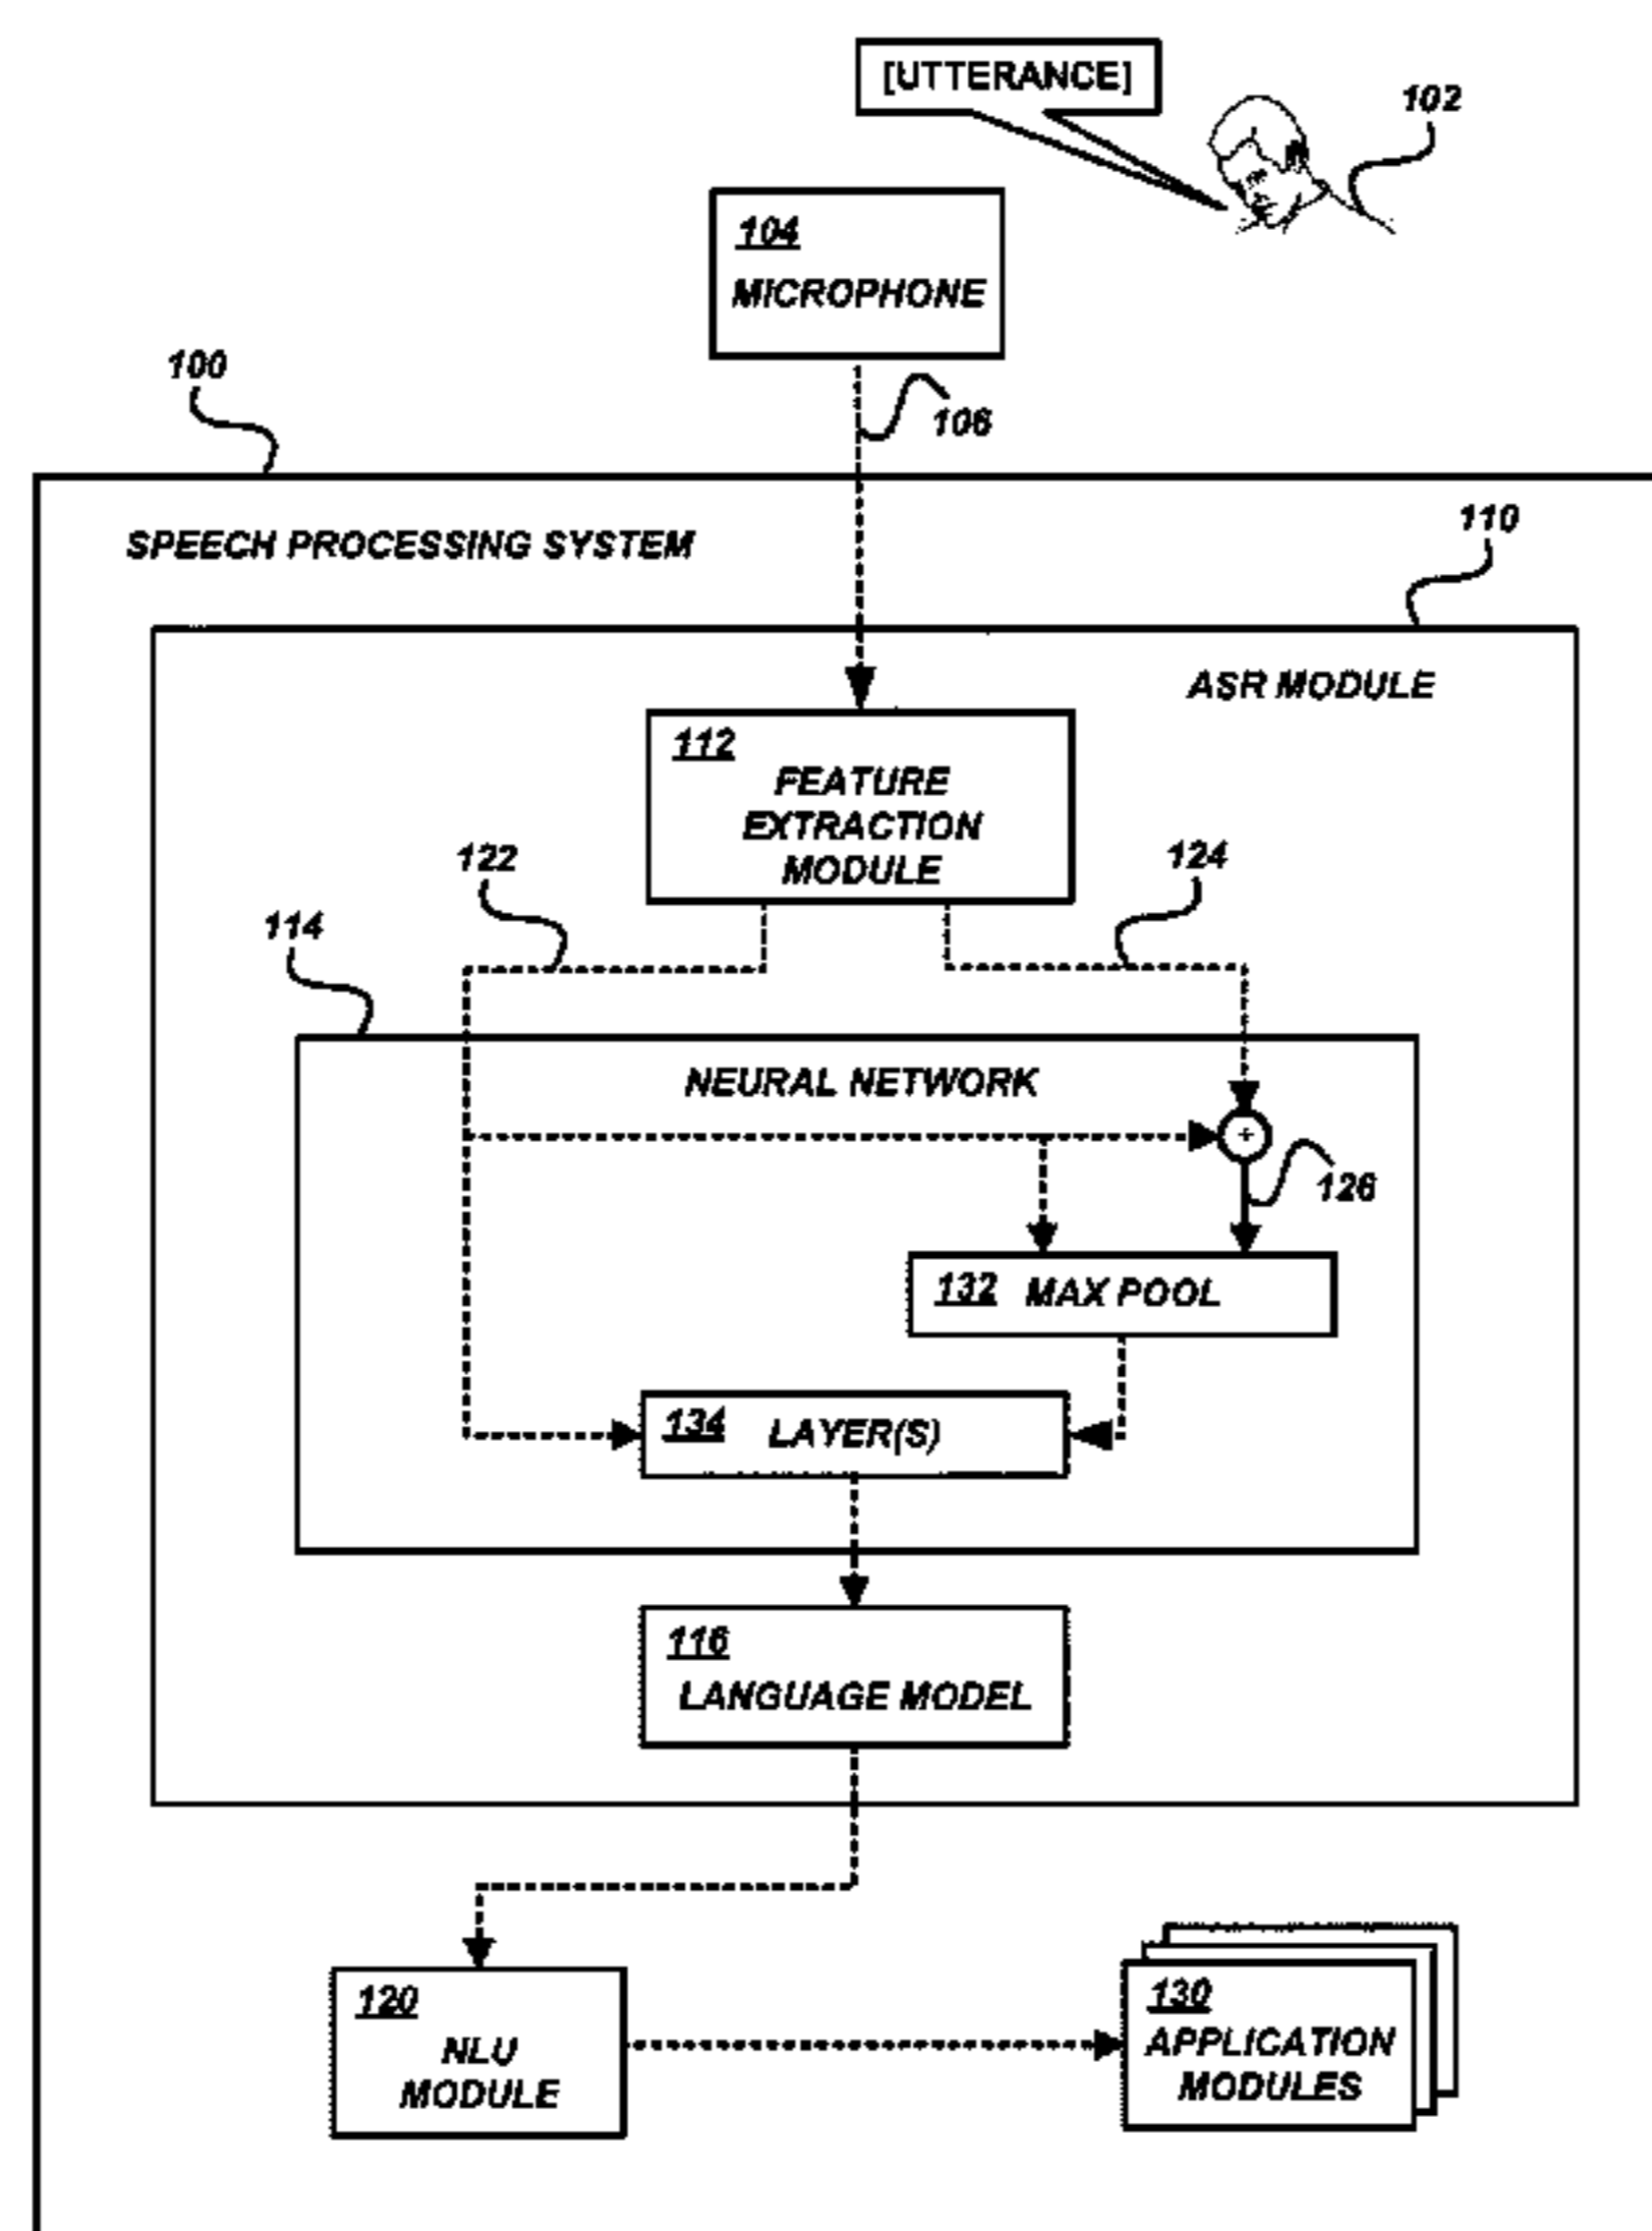 [UTTERANCE]
102
104
MICROPHONE
100
106
SPEECH PROCESSING SYSTEM
110
ASR MODULE
112
FEATURE
EXTRACTION
MODULE
122
124
114
NEURAL NETWORK
+
126
132 MAX POOL
134 LAYER(S)
116
LANGUAGE MODEL
120
NLU
MODULE
130
APPLICATION
MODULES